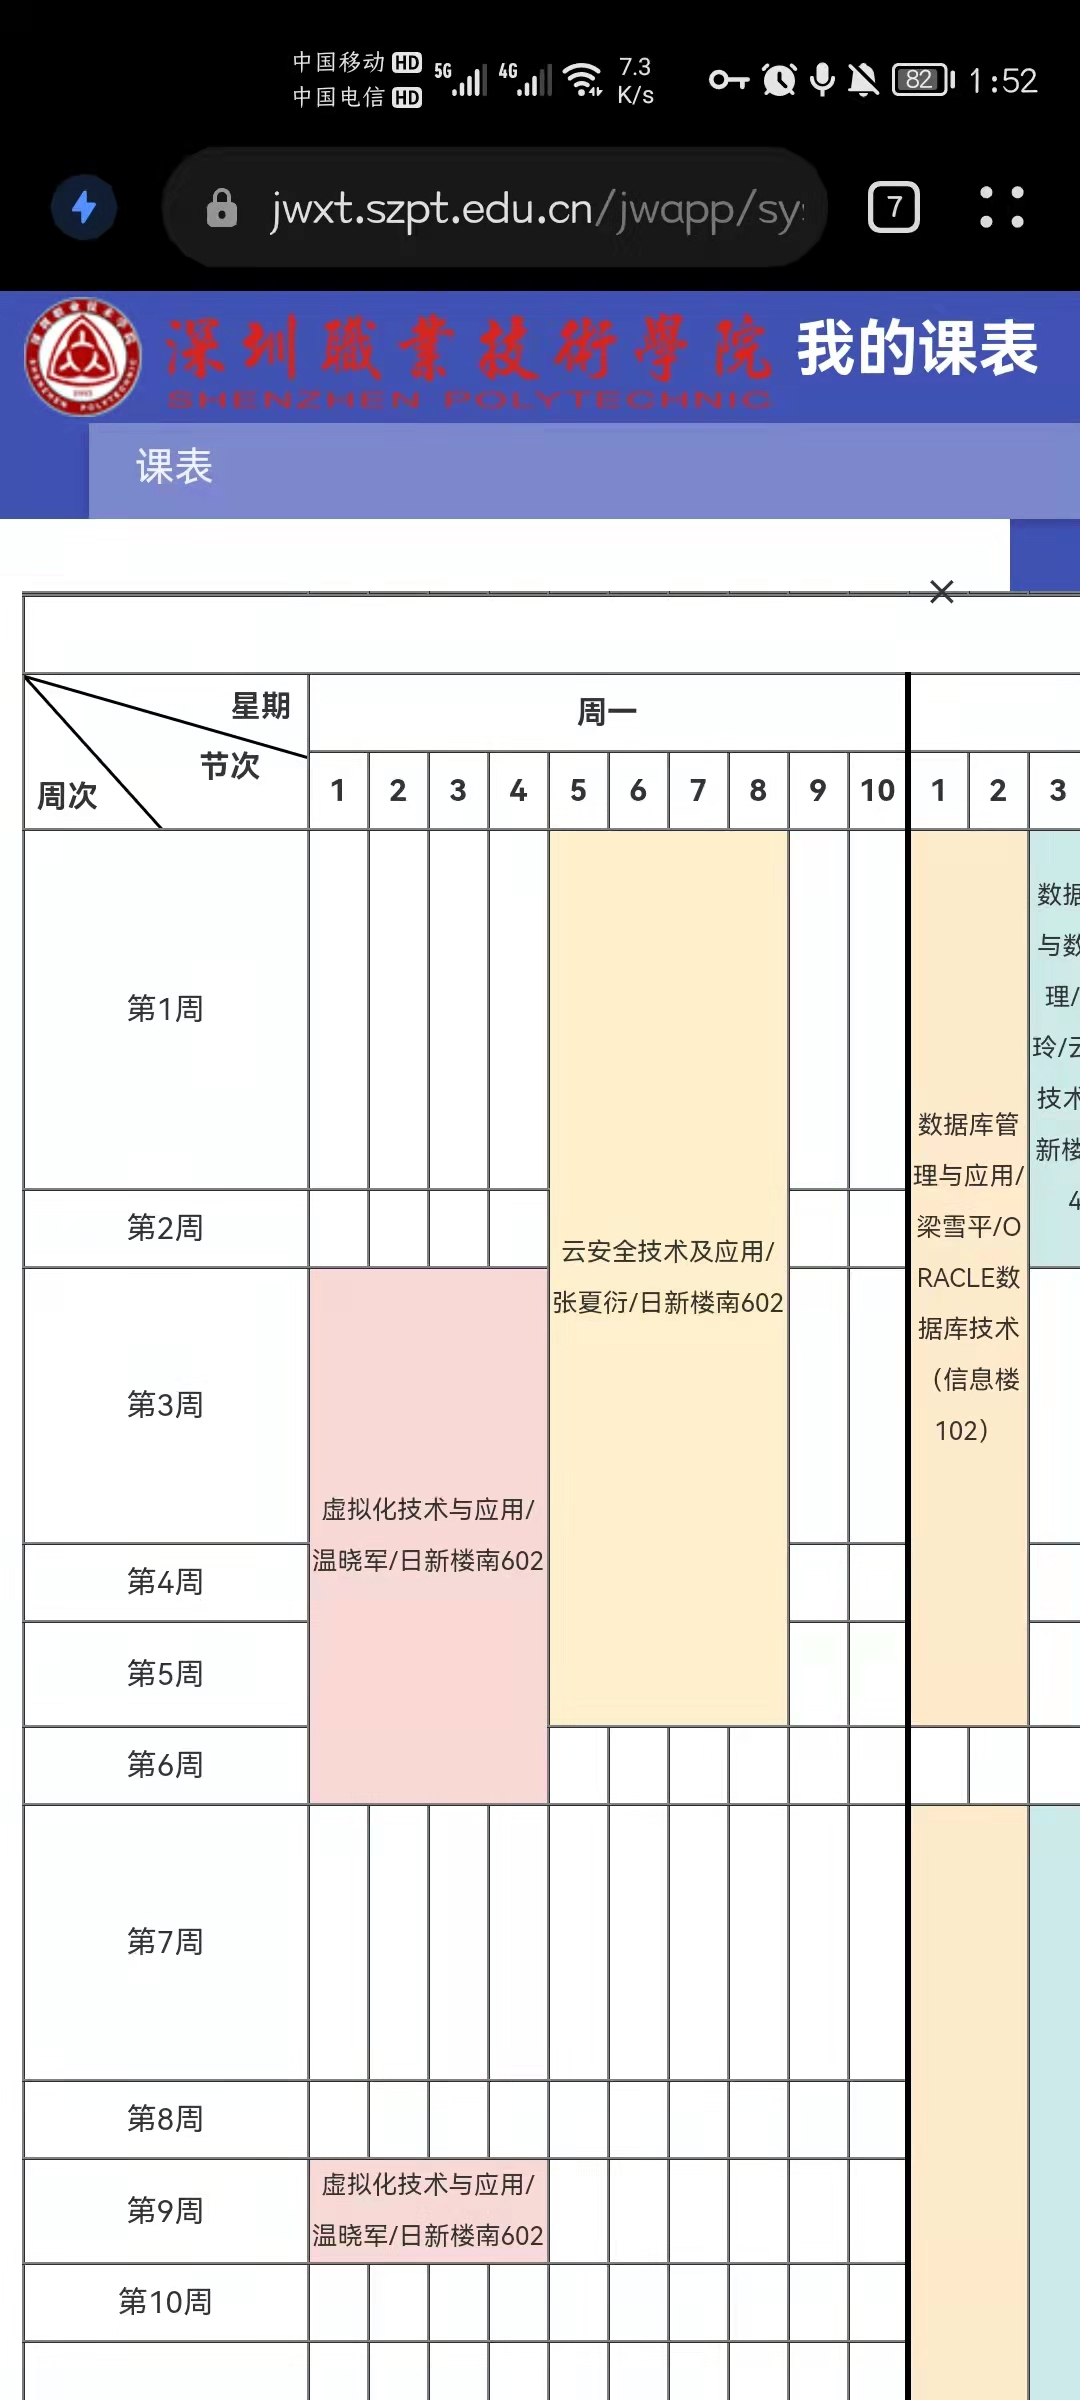 中国移动 HD 5G 4G 7.3 82 1:52
中国电信 HD K/s
jwxt.szpt.edu.cn/jwapp/sy
7
深圳職業技術學院 我的课表
SHENZHEN POLYTECHNIC
课表
星期 周一
节次
周次
1 2 3 4 5 6 7 8 9 10 1 2 3
第1周
第2周
第3周
第4周
第5周
第6周
第7周
第8周
第9周
第10周
虚拟化技术与应用/
温晓军/日新楼南602
虚拟化技术与应用/
温晓军/日新楼南602
云安全技术及应用/
张夏衍/日新楼南602
数据库管
理与应用/
梁雪平/O
RACLE数
据库技术
（信息楼
102）
数据
与数
理/
玲/云
技术
新楼
4